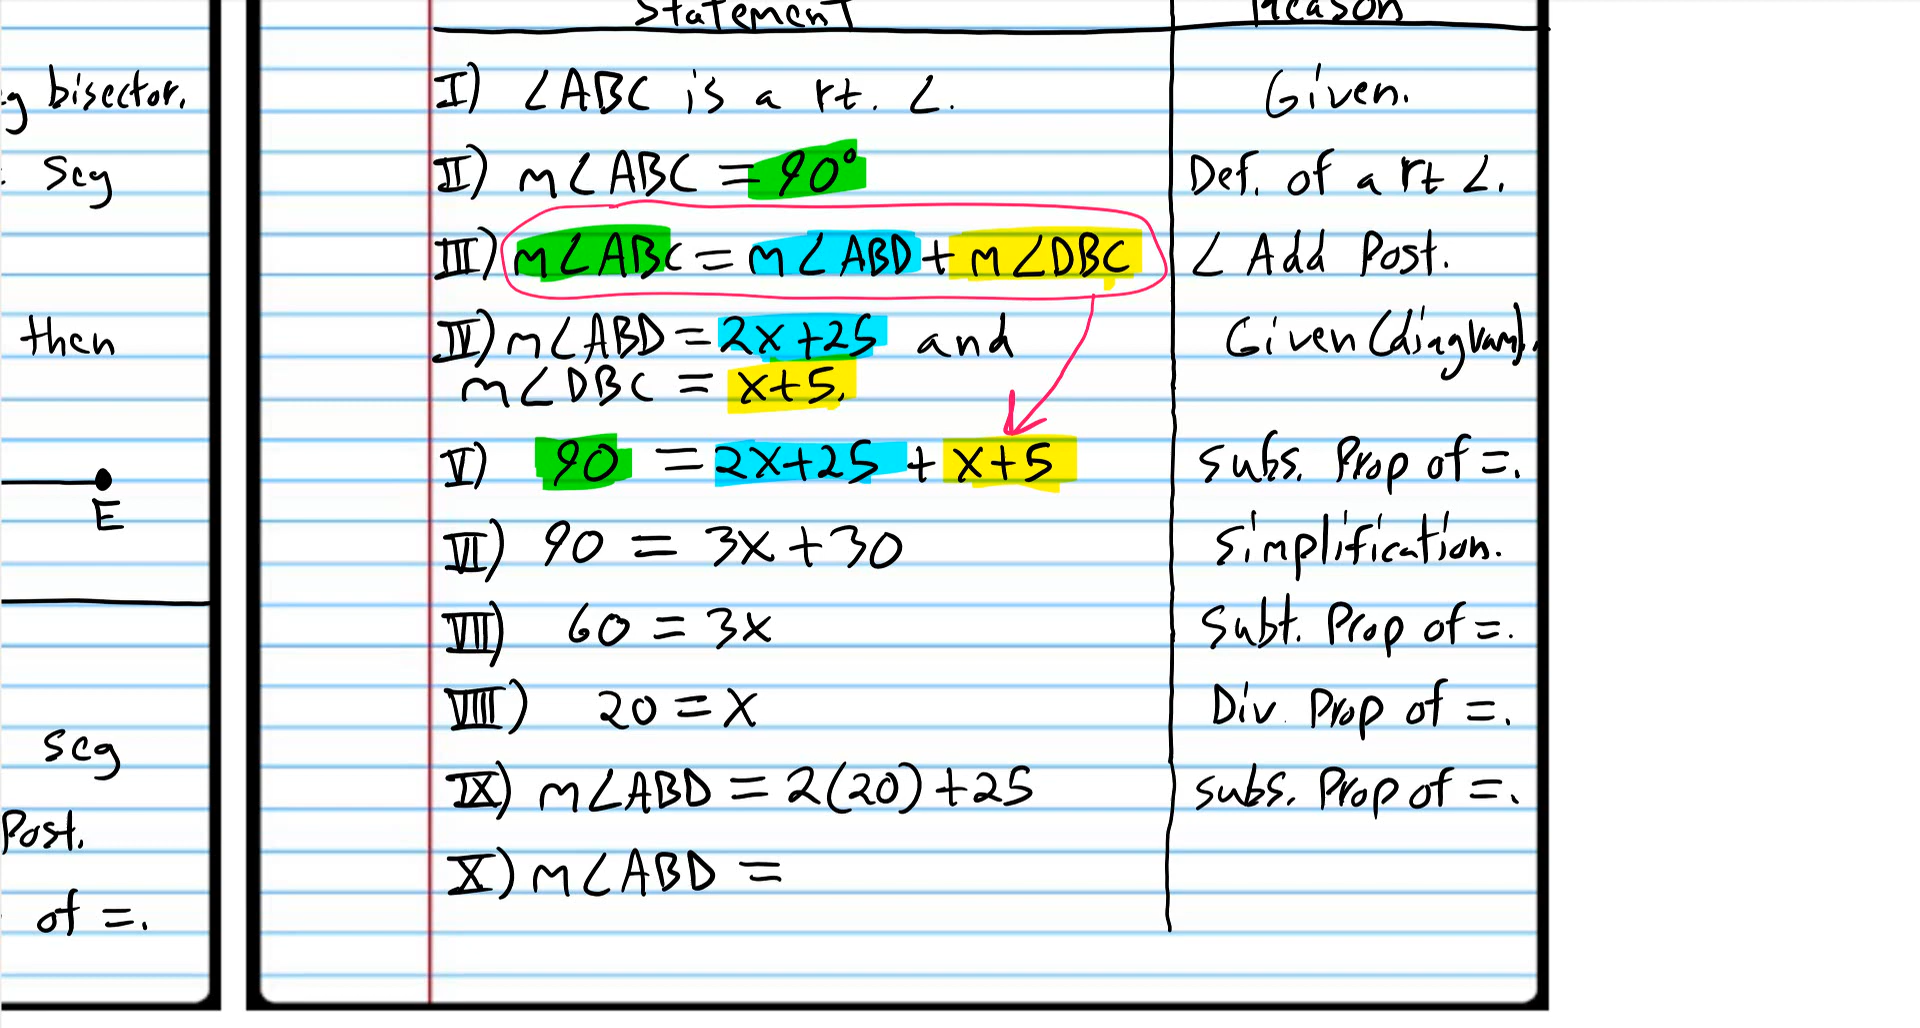 g bisector.
seg
then
E
seg
Post.
of =.
Statement Reason
I) ∠ABC is a rt. ∠. Given.
II) m∠ABC = 90° Def. of a rt ∠.
III) m∠ABC = m∠ABD + m∠DBC ∠ Add Post.
IV) m∠ABD = 2x+25 and Given (diagram).
m∠DBC = x+5.
V) 90 = 2x+25 + x+5 Subs. Prop of =.
VI) 90 = 3x+30 Simplification.
VII) 60 = 3x Subt. Prop of =.
VIII) 20 = x Div. Prop of =.
IX) m∠ABD = 2(20)+25 Subs. Prop of =.
X) m∠ABD =